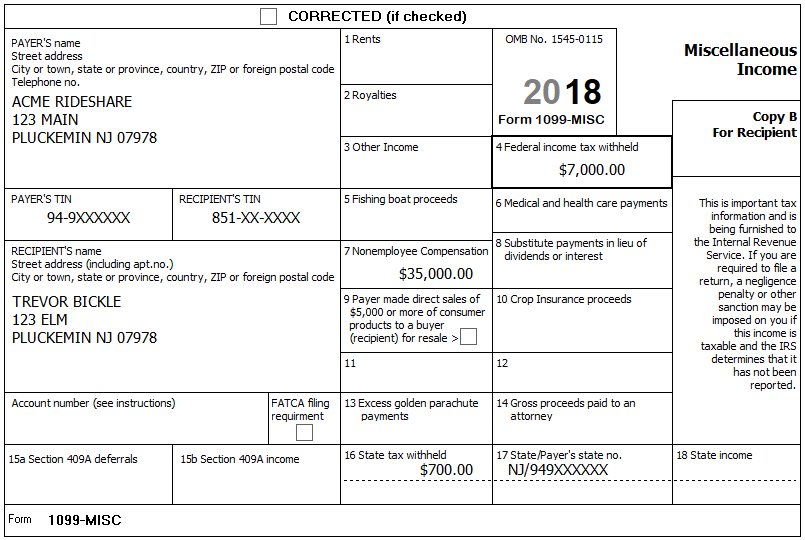 CORRECTED (if checked)
PAYER'S name
Street address
City or town, state or province, country, ZIP or foreign postal code
Telephone no.
ACME RIDESHARE
123 MAIN
PLUCKEMIN NJ 07978
1 Rents
2 Royalties
OMB No. 1545-0115
2018
Form 1099-MISC
Miscellaneous
Income
Copy B
For Recipient
3 Other Income
4 Federal income tax withheld
$7,000.00
PAYER'S TIN
94-9XXXXXX
RECIPIENT'S TIN
851-XX-XXXX
5 Fishing boat proceeds
6 Medical and health care payments
This is important tax
information and is
being furnished to
the Internal Revenue
Service. If you are
required to file a
return, a negligence
penalty or other
sanction may be
imposed on you if
this income is
taxable and the IRS
determines that it
has not been
reported.
RECIPIENT'S name
Street address (including apt.no.)
City or town, state or province, country, ZIP or foreign postal code
TREVOR BICKLE
123 ELM
PLUCKEMIN NJ 07978
7 Nonemployee Compensation
$35,000.00
8 Substitute payments in lieu of
dividends or interest
9 Payer made direct sales of
$5,000 or more of consumer
products to a buyer
(recipient) for resale >
10 Crop Insurance proceeds
11
12
Account number (see instructions)
FATCA filing
requirment
13 Excess golden parachute
payments
14 Gross proceeds paid to an
attorney
15a Section 409A deferrals
15b Section 409A income
16 State tax withheld
$700.00
17 State/Payer's state no.
NJ/949XXXXXX
18 State income
Form 1099-MISC